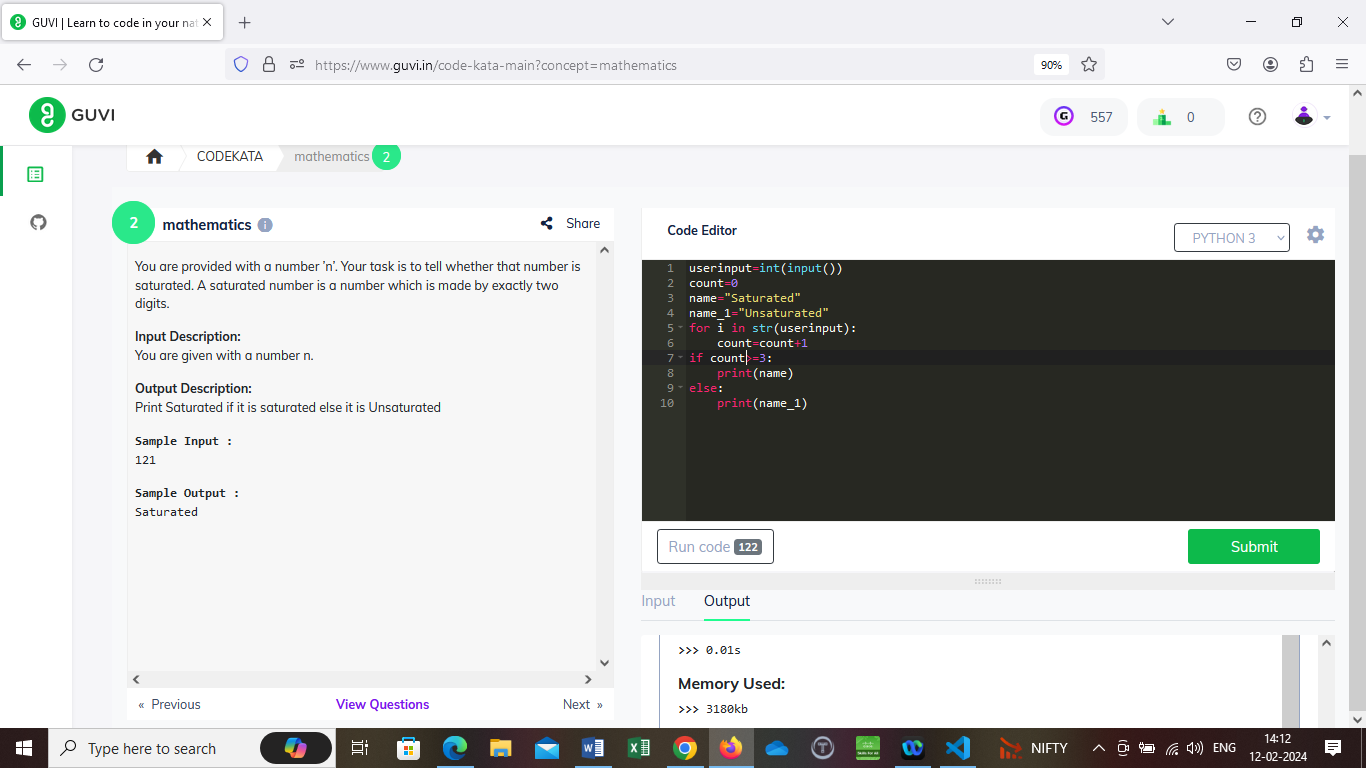 GUVI | Learn to code in your nat
https://www.guvi.in/code-kata-main?concept=mathematics
90%
GUVI
557
0
CODEKATA
mathematics
2
2
mathematics
Share
You are provided with a number 'n'. Your task is to tell whether that number is
saturated. A saturated number is a number which is made by exactly two
digits.
Input Description:
You are given with a number n.
Output Description:
Print Saturated if it is saturated else it is Unsaturated
Sample Input :
121
Sample Output :
Saturated
« Previous
View Questions
Next »
Code Editor
PYTHON 3
1 userinput=int(input())
2 count=0
3 name="Saturated"
4 name_1="Unsaturated"
5 for i in str(userinput):
6 count=count+1
7 if count>=3:
8 print(name)
9 else:
10 print(name_1)
Run code 122
Submit
Input
Output
>>> 0.01s
Memory Used:
>>> 3180kb
Type here to search
NIFTY
ENG
14:12
12-02-2024